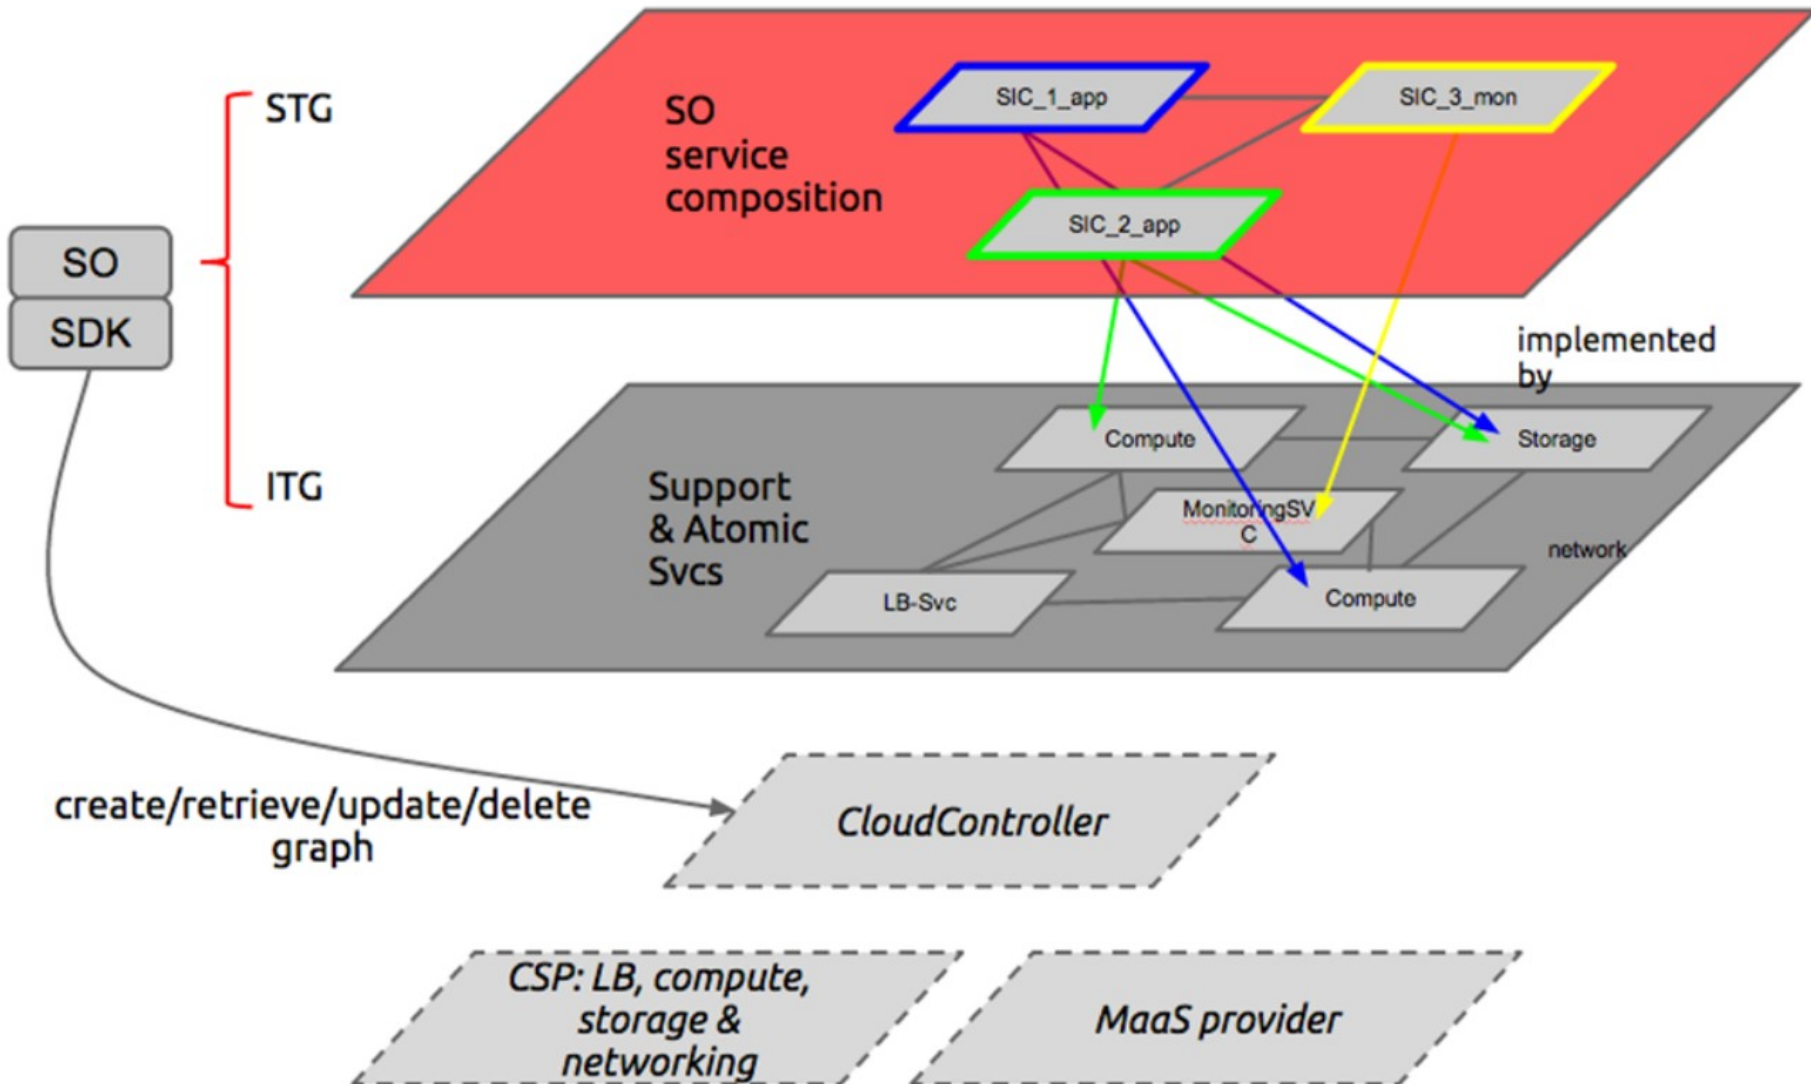 STG
SO
service
composition
SIC_1_app
SIC_3_mon
SIC_2_app
SO
SDK
implemented
by
ITG
Support
& Atomic
Svcs
Compute
Storage
MonitoringSV
C
network
LB-Svc
Compute
create/retrieve/update/delete
graph
CloudController
CSP: LB, compute,
storage &
networking
MaaS provider